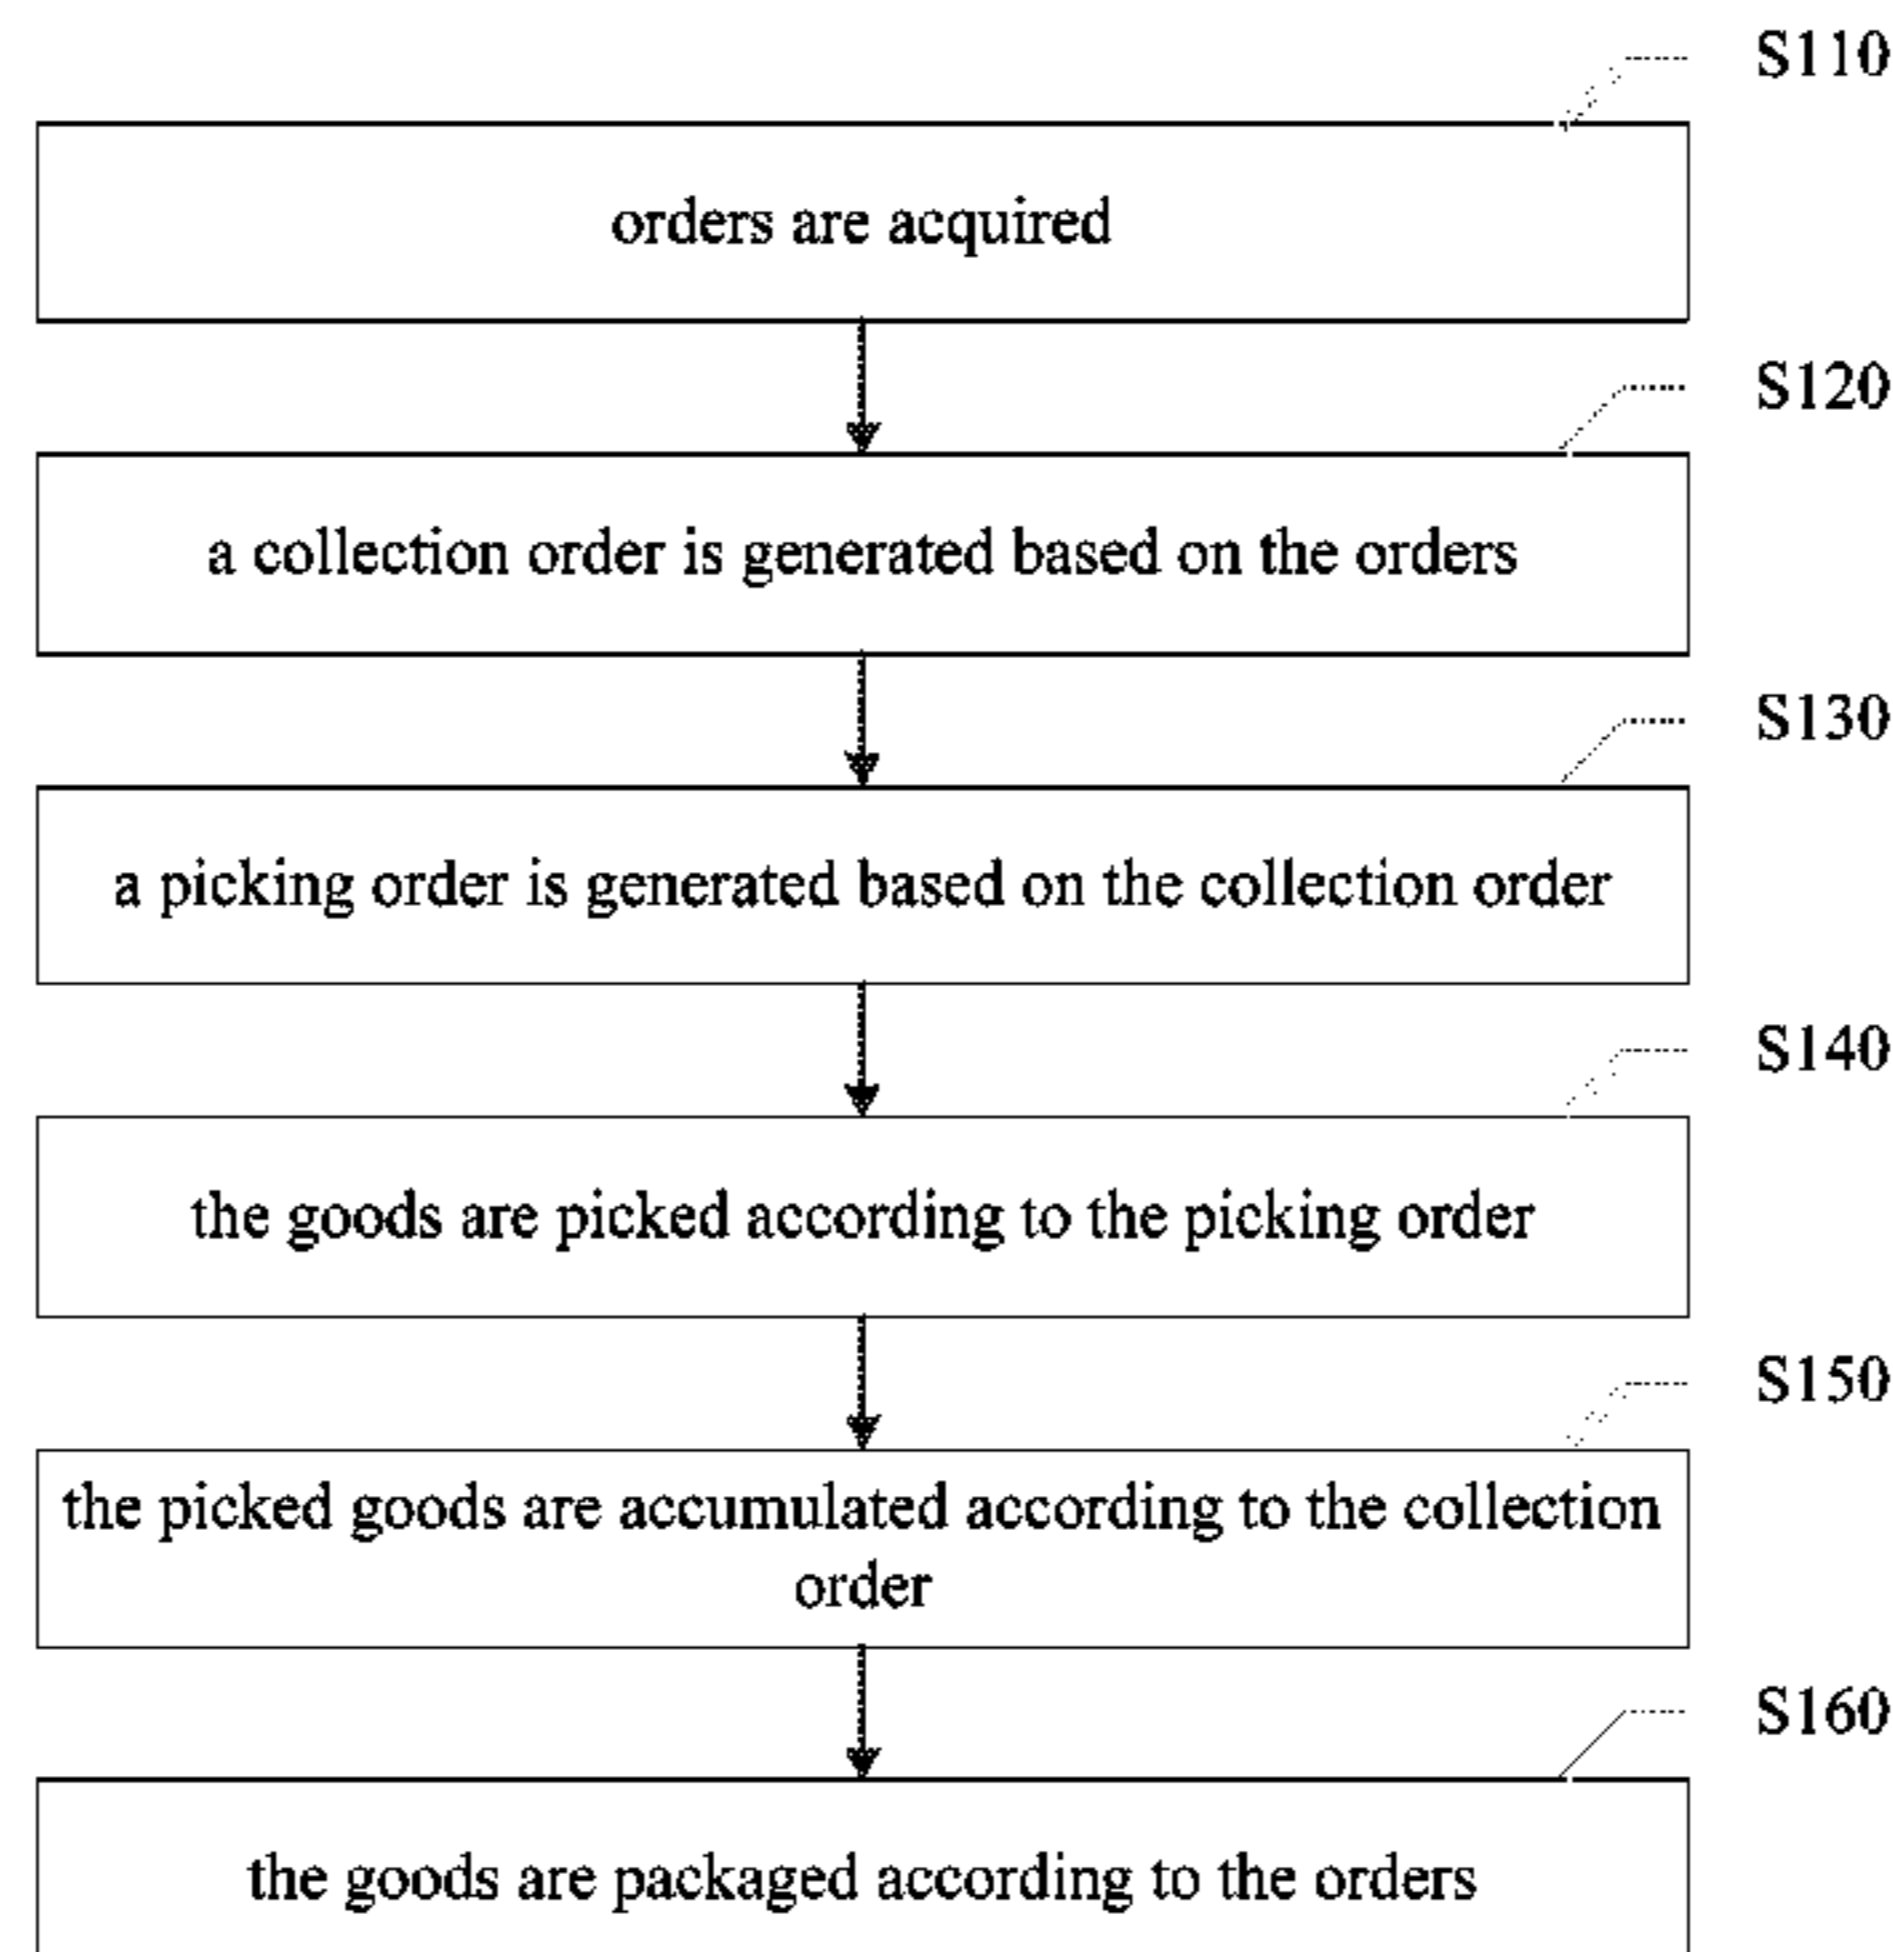 S110
orders are acquired
S120
a collection order is generated based on the orders
S130
a picking order is generated based on the collection order
S140
the goods are picked according to the picking order
S150
the picked goods are accumulated according to the collection
order
S160
the goods are packaged according to the orders